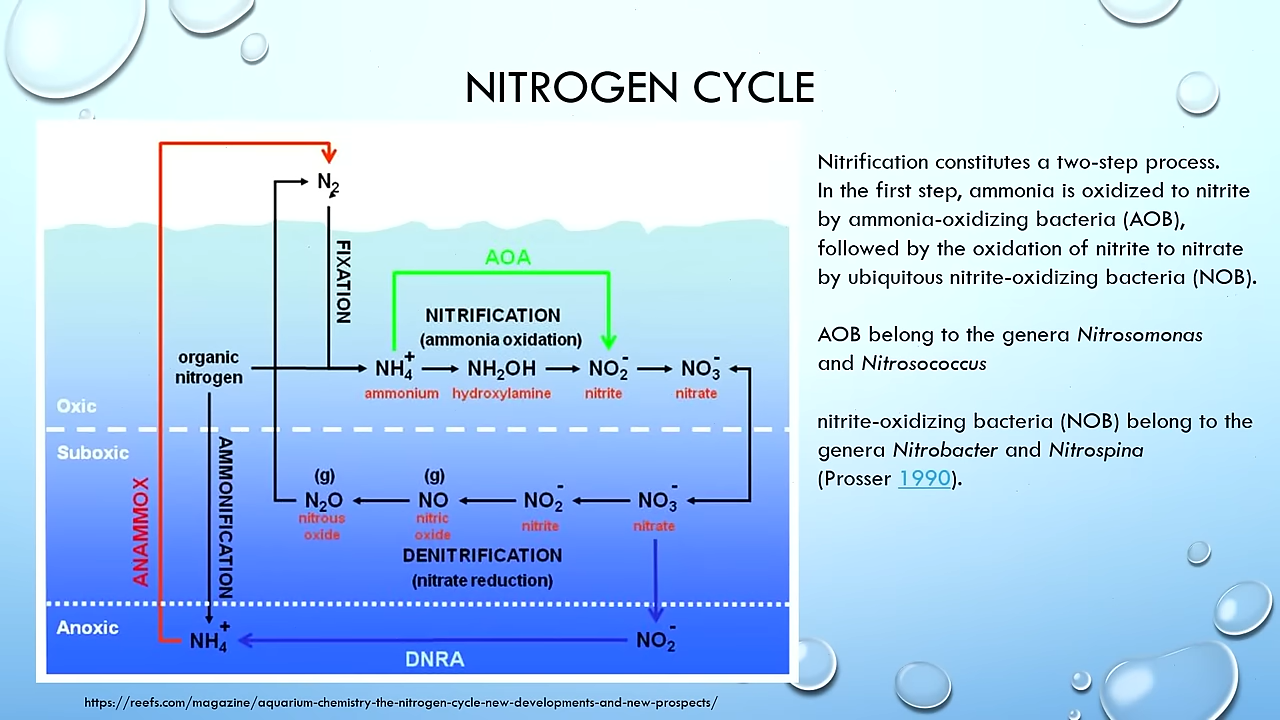 NITROGEN CYCLE
N2
FIXATION
AOA
NITRIFICATION
(ammonia oxidation)
organic
nitrogen
NH4+ NH2OH NO2- NO3-
ammonium hydroxylamine nitrite nitrate
Oxic
Suboxic
ANAMMOX
AMMONIFICATION
(g) (g)
N2O NO NO2- NO3-
nitrous
oxide
nitric
oxide
nitrite nitrate
DENITRIFICATION
(nitrate reduction)
Anoxic
NH4+ NO2-
DNRA
Nitrification constitutes a two-step process.
In the first step, ammonia is oxidized to nitrite
by ammonia-oxidizing bacteria (AOB),
followed by the oxidation of nitrite to nitrate
by ubiquitous nitrite-oxidizing bacteria (NOB).
AOB belong to the genera Nitrosomonas
and Nitrosococcus
nitrite-oxidizing bacteria (NOB) belong to the
genera Nitrobacter and Nitrospina
(Prosser 1990).
https://reefs.com/magazine/aquarium-chemistry-the-nitrogen-cycle-new-developments-and-new-prospects/